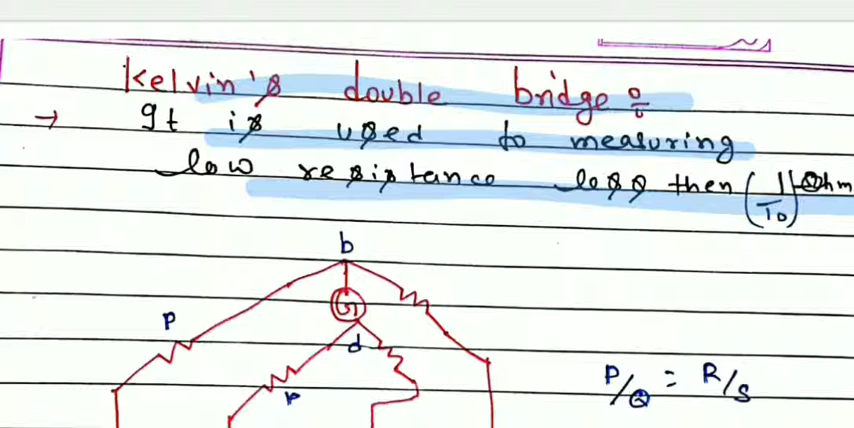 Kelvin's double bridge :
→ It is used to measuring
low resistance less then (1/10) Ohm
b
G
P
d
P/Q = R/S
p